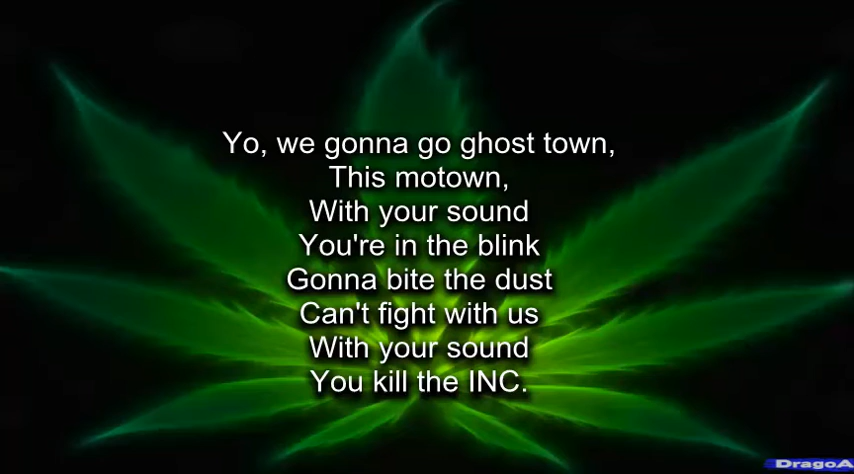 Yo, we gonna go ghost town,
This motown,
With your sound
You're in the blink
Gonna bite the dust
Can't fight with us
With your sound
You kill the INC.
DragoA